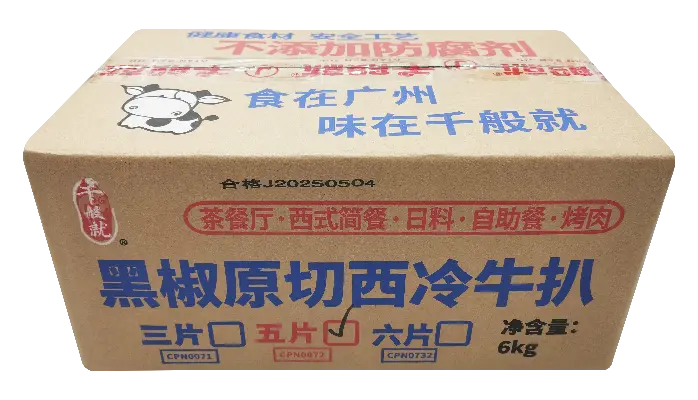 健康食材 安全工艺
不添加防腐剂
食在广州
味在千般就
合格J20250504
千般就
®
茶餐厅·西式简餐·日料·自助餐·烤肉
黑椒原切西冷牛扒
三片 五片 六片
CPN0071 CPN0072 CPN0732
净含量:
6kg